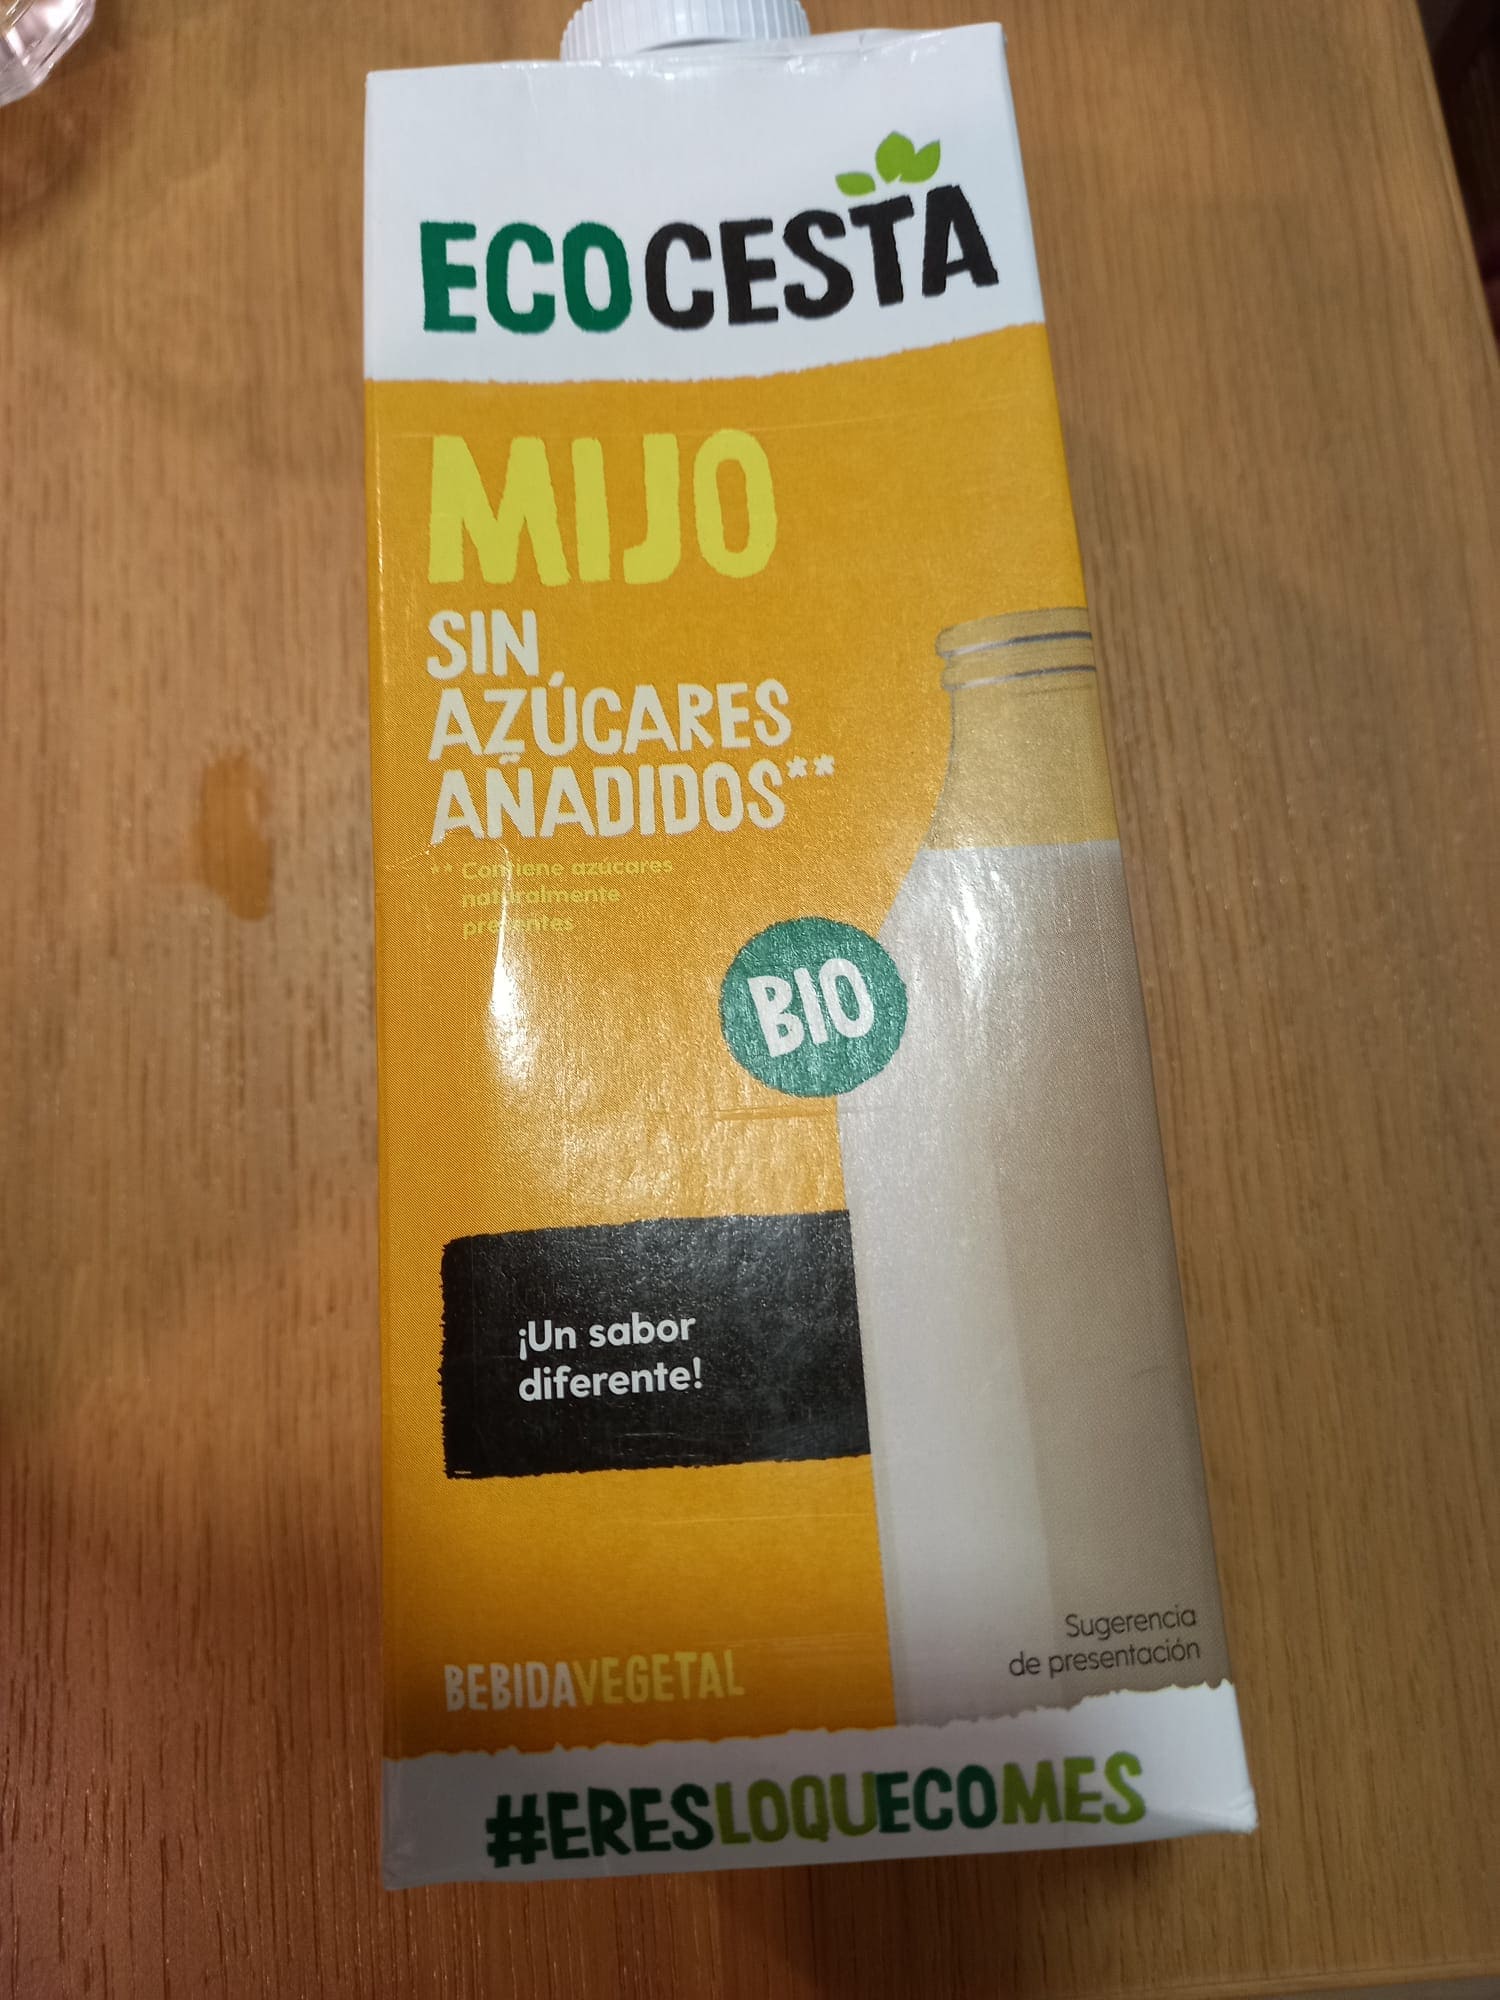 ECOCESTA
MIJO
SIN
AZÚCARES
AÑADIDOS**
** Contiene azúcares
naturalmente
presentes
BIO
¡Un sabor
diferente!
Sugerencia
de presentación
BEBIDAVEGETAL
#ERESLOQUECOMES